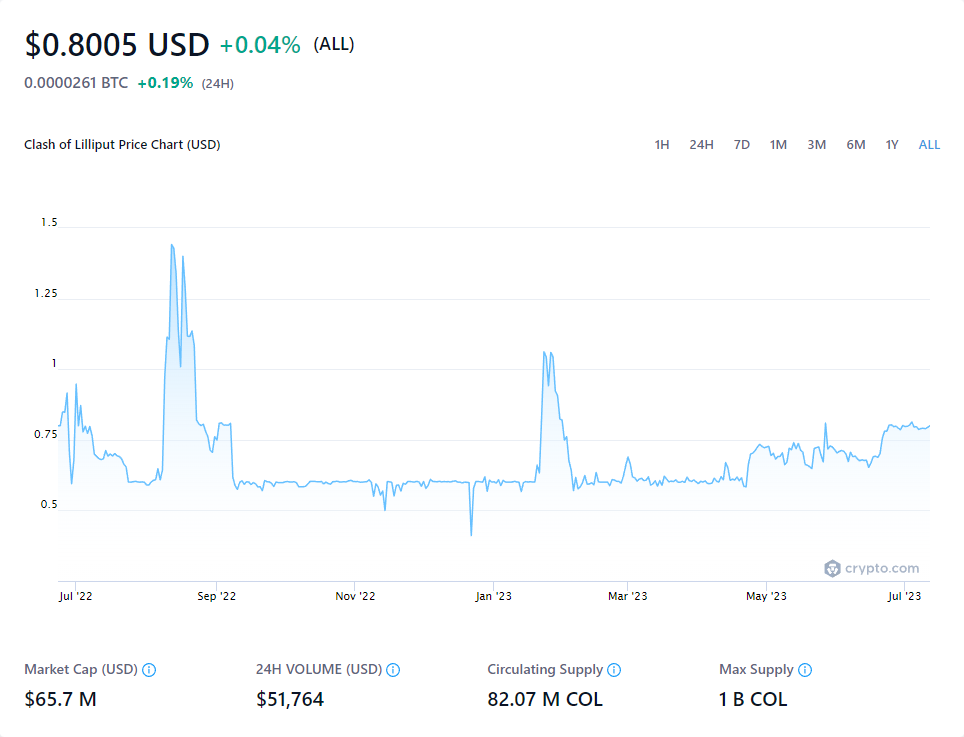 $0.8005 USD +0.04% (ALL)
0.0000261 BTC +0.19% (24H)
Clash of Lilliput Price Chart (USD) 1H 24H 7D 1M 3M 6M 1Y ALL
1.5
1.25
1
0.75
0.5
crypto.com
Jul '22 Sep '22 Nov '22 Jan '23 Mar '23 May '23 Jul '23
Market Cap (USD) 24H VOLUME (USD) Circulating Supply Max Supply
$65.7 M $51,764 82.07 M COL 1 B COL